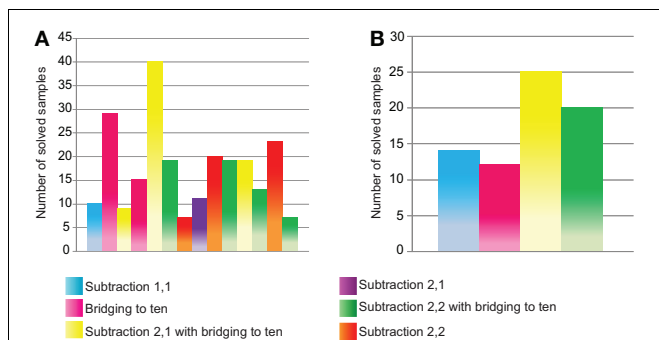 A
B
Number of solved samples
45
40
35
30
25
20
15
10
5
0
Number of solved samples
30
25
20
15
10
5
0
Subtraction 1,1
Bridging to ten
Subtraction 2,1 with bridging to ten
Subtraction 2,1
Subtraction 2,2 with bridging to ten
Subtraction 2,2